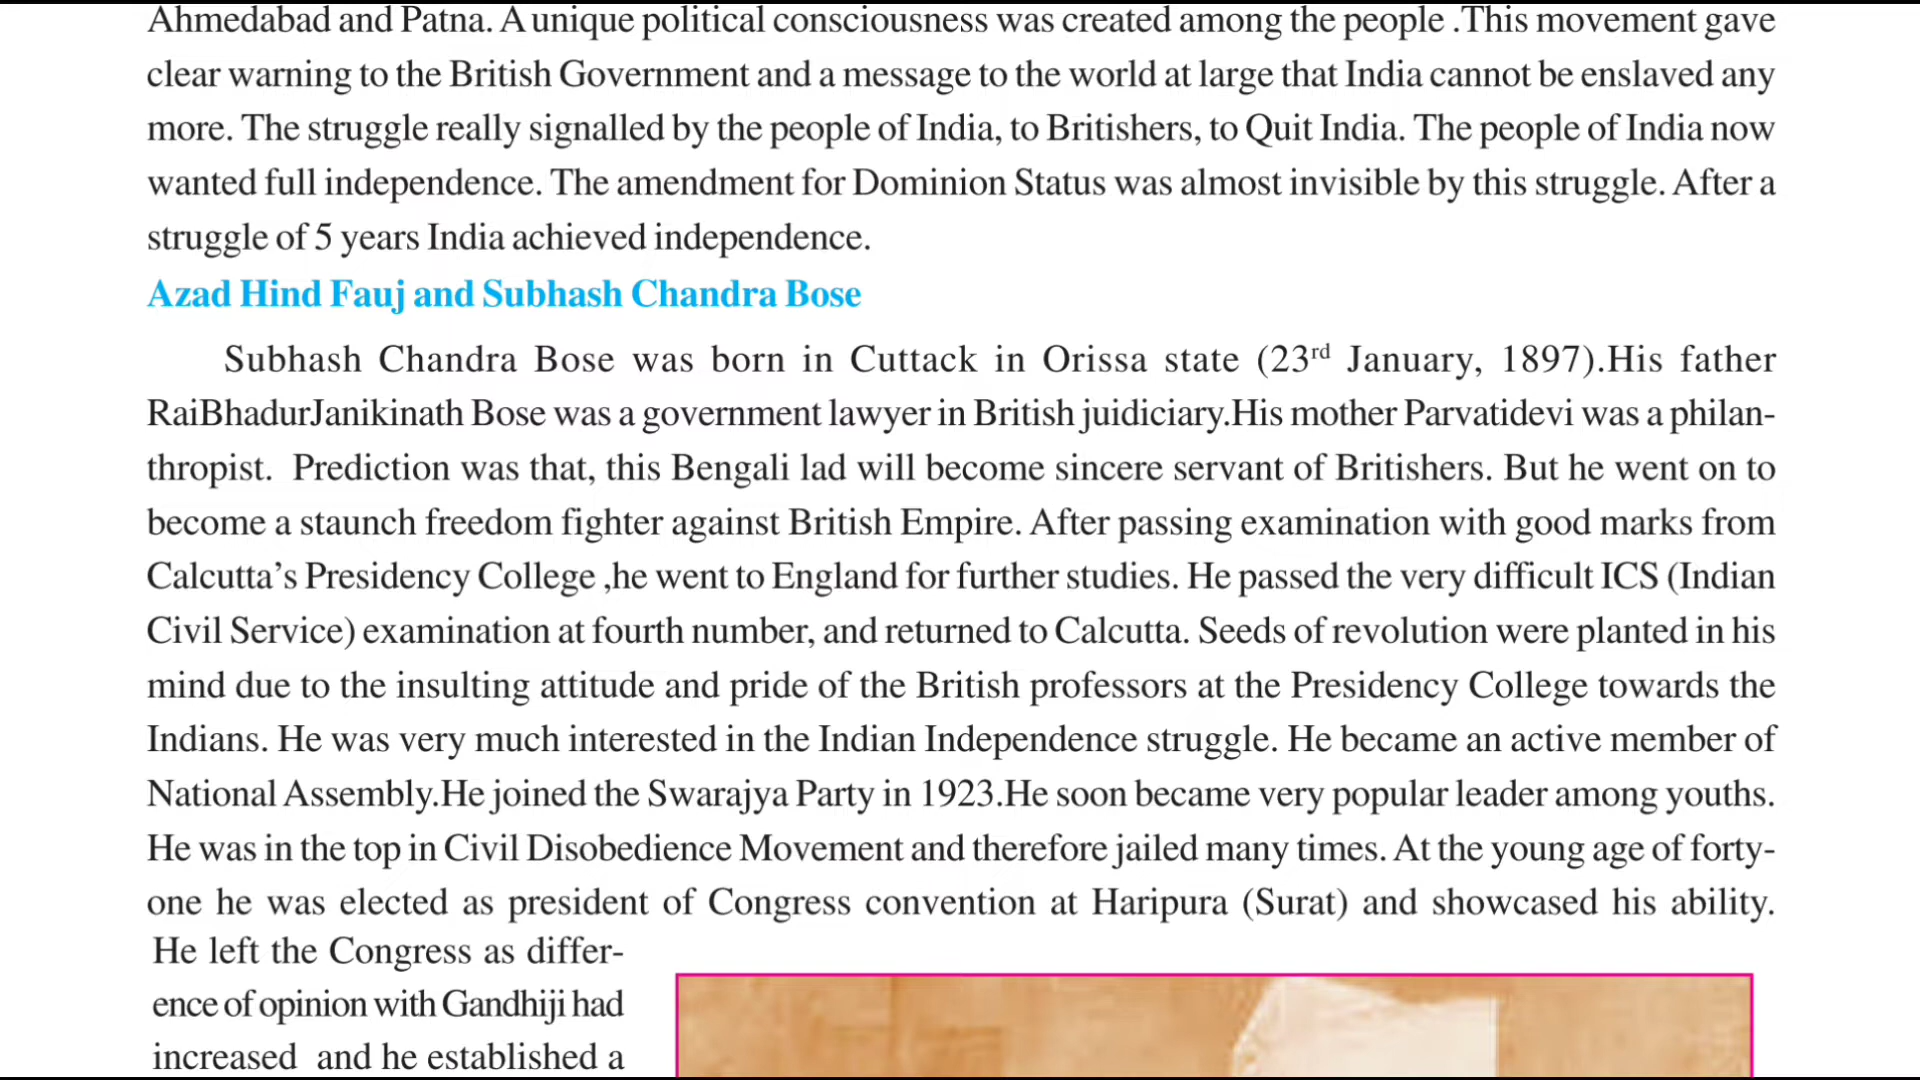 Ahmedabad and Patna. A unique political consciousness was created among the people .This movement gave
clear warning to the British Government and a message to the world at large that India cannot be enslaved any
more. The struggle really signalled by the people of India, to Britishers, to Quit India. The people of India now
wanted full independence. The amendment for Dominion Status was almost invisible by this struggle. After a
struggle of 5 years India achieved independence.
Azad Hind Fauj and Subhash Chandra Bose
Subhash Chandra Bose was born in Cuttack in Orissa state (23rd January, 1897).His father
RaiBhadurJanikinath Bose was a government lawyer in British juidiciary.His mother Parvatidevi was a philan-
thropist. Prediction was that, this Bengali lad will become sincere servant of Britishers. But he went on to
become a staunch freedom fighter against British Empire. After passing examination with good marks from
Calcutta's Presidency College ,he went to England for further studies. He passed the very difficult ICS (Indian
Civil Service) examination at fourth number, and returned to Calcutta. Seeds of revolution were planted in his
mind due to the insulting attitude and pride of the British professors at the Presidency College towards the
Indians. He was very much interested in the Indian Independence struggle. He became an active member of
National Assembly.He joined the Swarajya Party in 1923.He soon became very popular leader among youths.
He was in the top in Civil Disobedience Movement and therefore jailed many times. At the young age of forty-
one he was elected as president of Congress convention at Haripura (Surat) and showcased his ability.
He left the Congress as differ-
ence of opinion with Gandhiji had
increased and he established a